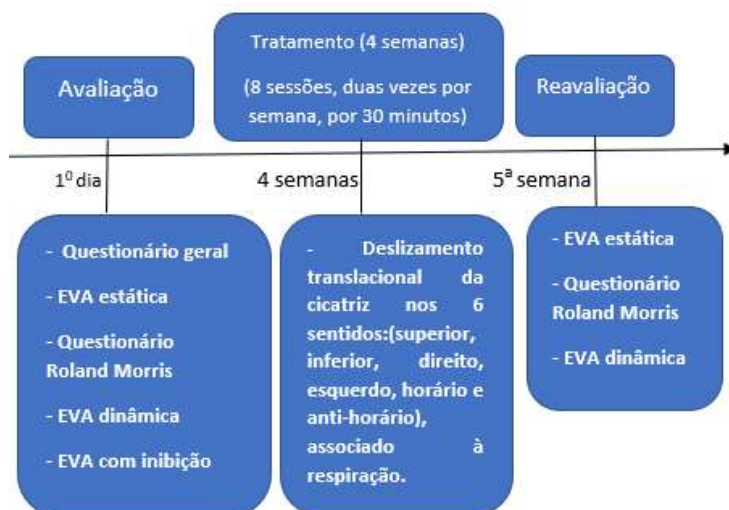 Avaliação
Tratamento (4 semanas)
(8 sessões, duas vezes por
semana, por 30 minutos)
Reavaliação
1º dia
4 semanas
5ª semana
- Questionário geral
- EVA estática
- Questionário
Roland Morris
- EVA dinâmica
- EVA com inibição
- Deslizamento
translacional da
cicatriz nos 6
sentidos:(superior,
inferior, direito,
esquerdo, horário e
anti-horário),
associado à
respiração.
- EVA estática
- Questionário
Roland Morris
- EVA dinâmica